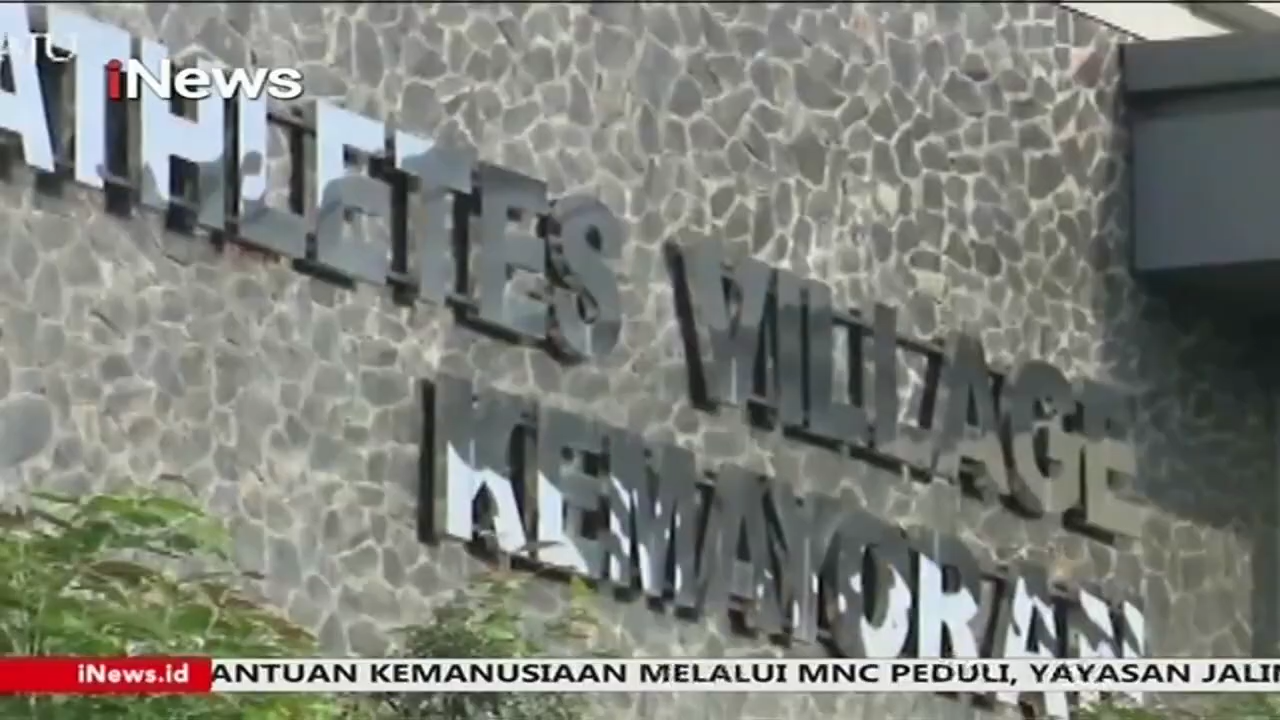 iNews
ATHLETES VILLAGE
KEMAYORAN
iNews.id
ANTUAN KEMANUSIAAN MELALUI MNC PEDULI, YAYASAN JALIN